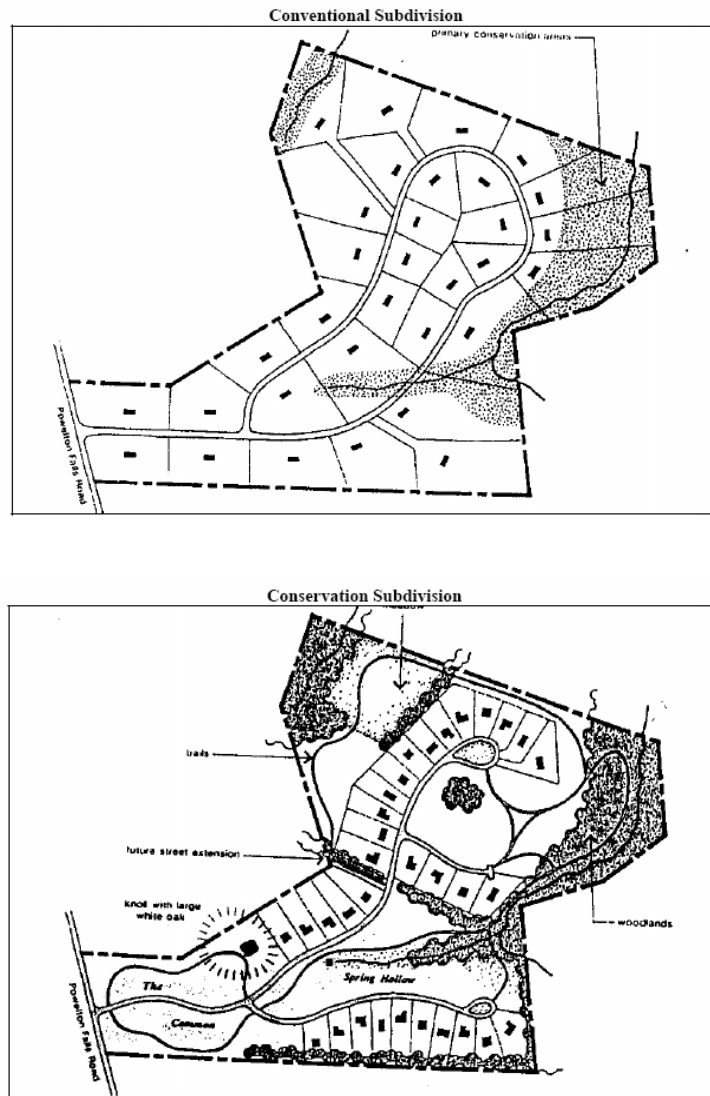 Conventional Subdivision
primary conservation areas
Powelton Falls Road
Conservation Subdivision
meadow
trails
future street extension
knoll with large
white oak
woodlands
The
Common
Spring Hollow
Powelton Falls Road